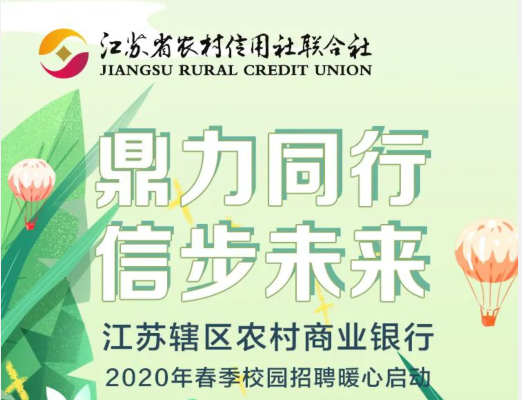 江苏省农村信用社联合社
JIANGSU RURAL CREDIT UNION
鼎力同行
信步未来
江苏辖区农村商业银行
2020年春季校园招聘暖心启动